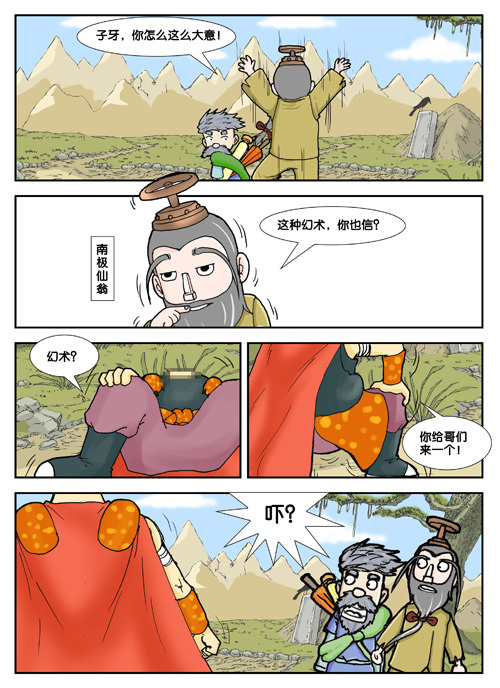 子牙，你怎么这么大意！
这种幻术，你也信？
南极仙翁
幻术？
你给哥们
来一个！
吓？